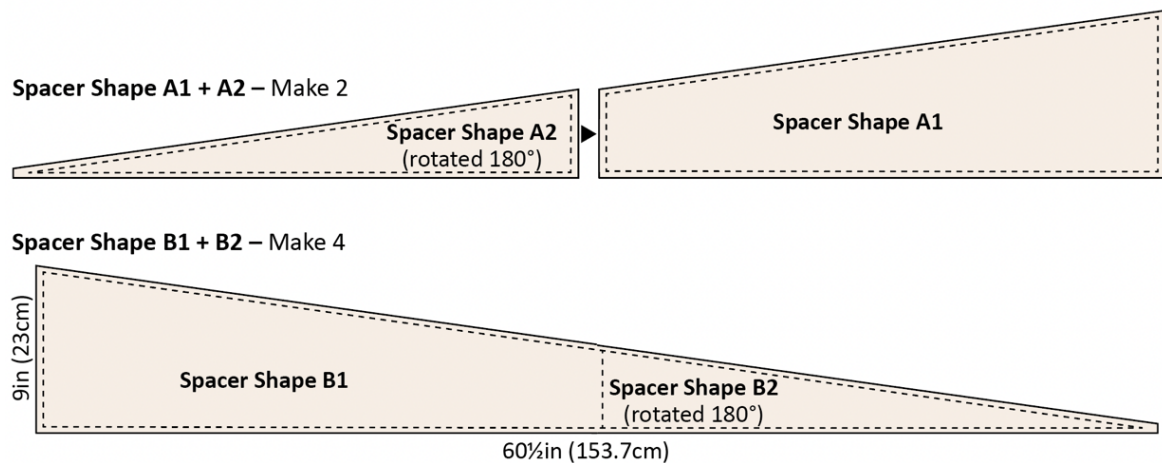 Spacer Shape A1 + A2 – Make 2
Spacer Shape A2
(rotated 180°)
Spacer Shape A1
Spacer Shape B1 + B2 – Make 4
9in (23cm)
Spacer Shape B1
Spacer Shape B2
(rotated 180°)
60½in (153.7cm)